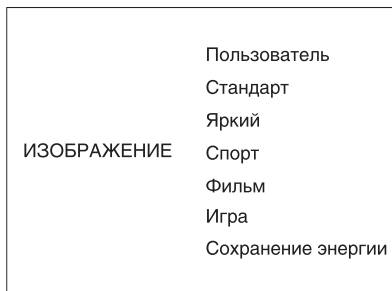 Пользователь
Стандарт
Яркий
ИЗОБРАЖЕНИЕ Спорт
Фильм
Игра
Сохранение энергии